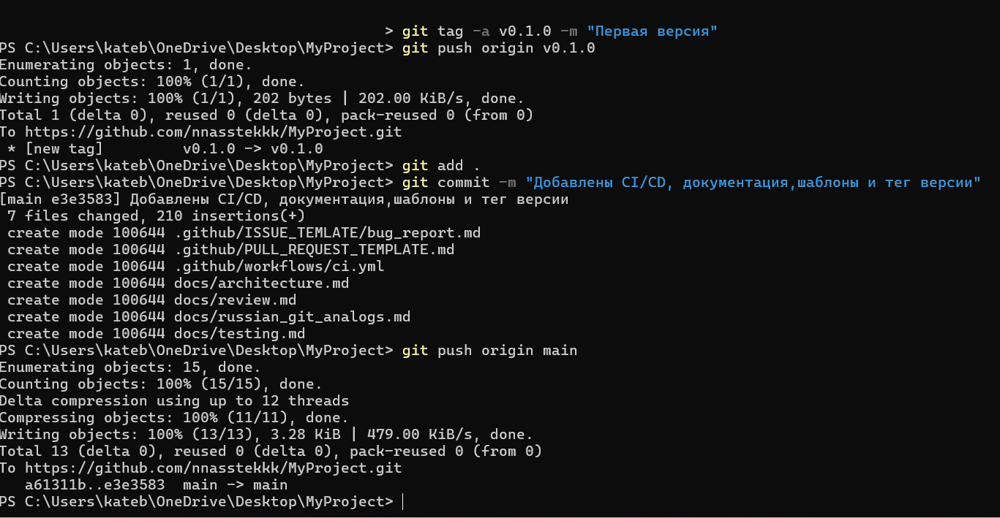 > git tag -a v0.1.0 -m "Первая версия"
PS C:\Users\kateb\OneDrive\Desktop\MyProject> git push origin v0.1.0
Enumerating objects: 1, done.
Counting objects: 100% (1/1), done.
Writing objects: 100% (1/1), 202 bytes | 202.00 KiB/s, done.
Total 1 (delta 0), reused 0 (delta 0), pack-reused 0 (from 0)
To https://github.com/nnasstekkk/MyProject.git
 * [new tag]         v0.1.0 -> v0.1.0
PS C:\Users\kateb\OneDrive\Desktop\MyProject> git add .
PS C:\Users\kateb\OneDrive\Desktop\MyProject> git commit -m "Добавлены CI/CD, документация,шаблоны и тег версии"
[main e3e3583] Добавлены CI/CD, документация,шаблоны и тег версии
 7 files changed, 210 insertions(+)
 create mode 100644 .github/ISSUE_TEMLATE/bug_report.md
 create mode 100644 .github/PULL_REQUEST_TEMPLATE.md
 create mode 100644 .github/workflows/ci.yml
 create mode 100644 docs/architecture.md
 create mode 100644 docs/review.md
 create mode 100644 docs/russian_git_analogs.md
 create mode 100644 docs/testing.md
PS C:\Users\kateb\OneDrive\Desktop\MyProject> git push origin main
Enumerating objects: 15, done.
Counting objects: 100% (15/15), done.
Delta compression using up to 12 threads
Compressing objects: 100% (11/11), done.
Writing objects: 100% (13/13), 3.28 KiB | 479.00 KiB/s, done.
Total 13 (delta 0), reused 0 (delta 0), pack-reused 0 (from 0)
To https://github.com/nnasstekkk/MyProject.git
   a61311b..e3e3583  main -> main
PS C:\Users\kateb\OneDrive\Desktop\MyProject>